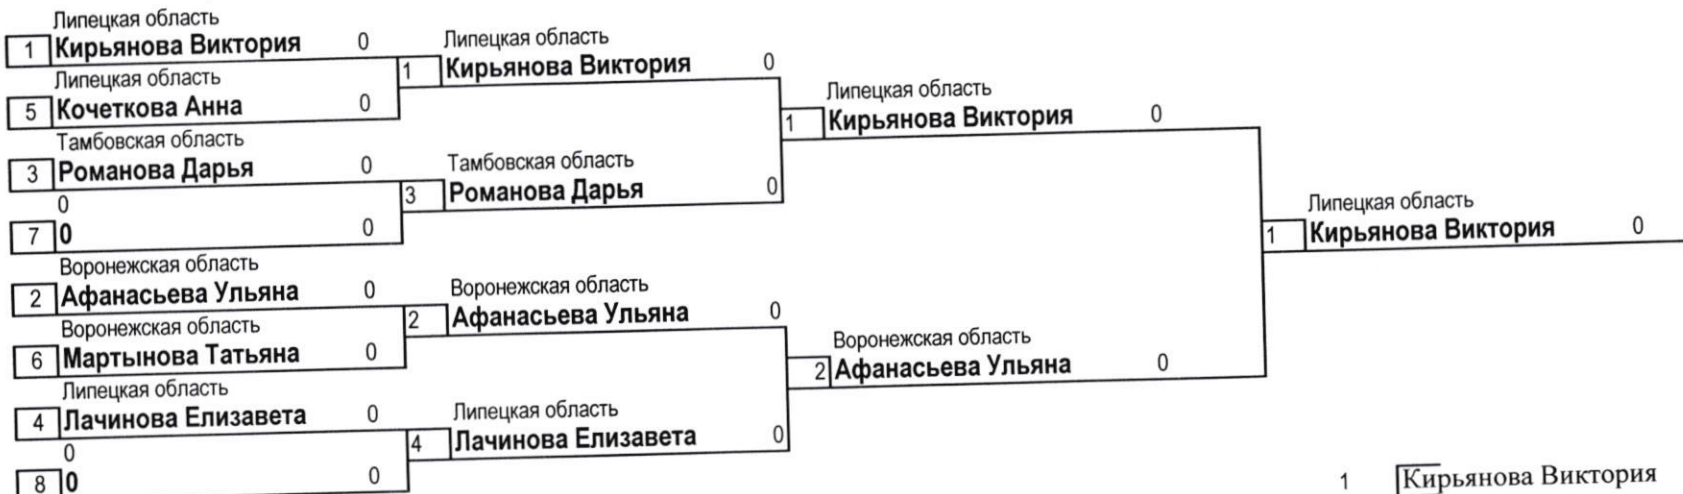 Липецкая область
1 Кирьянова Виктория 0
Липецкая область
5 Кочеткова Анна 0
Тамбовская область
3 Романова Дарья 0
0
7 0 0
Воронежская область
2 Афанасьева Ульяна 0
Воронежская область
6 Мартынова Татьяна 0
Липецкая область
4 Лачинова Елизавета 0
0
8 0 0
Липецкая область
1 Кирьянова Виктория 0
Тамбовская область
3 Романова Дарья 0
Воронежская область
2 Афанасьева Ульяна 0
Липецкая область
4 Лачинова Елизавета 0
Липецкая область
1 Кирьянова Виктория 0
Воронежская область
2 Афанасьева Ульяна 0
Липецкая область
1 Кирьянова Виктория 0
1 Кирьянова Виктория